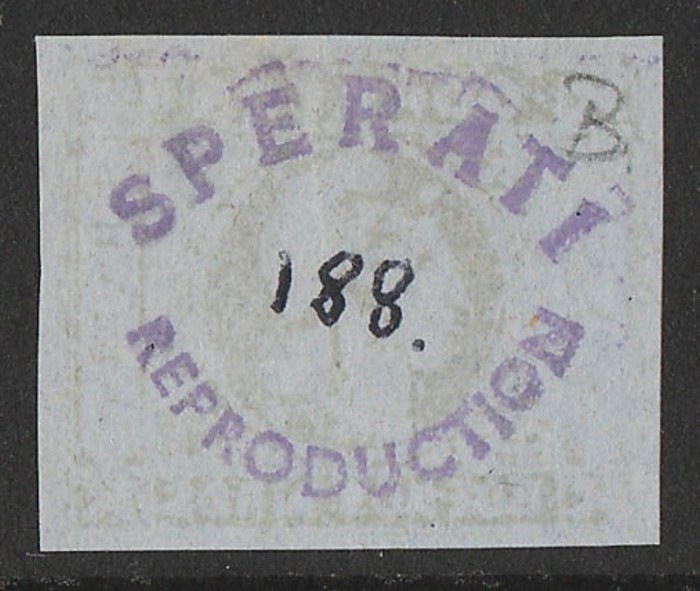 SPERATI
B
188.
REPRODUCTION